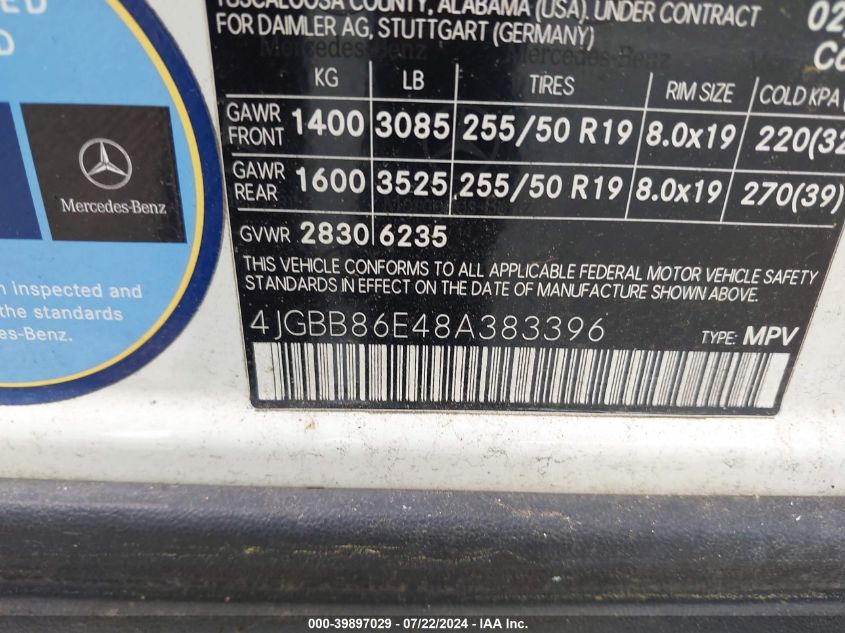 TUSCALOOSA COUNTY, ALABAMA (USA). UNDER CONTRACT
FOR DAIMLER AG, STUTTGART (GERMANY)
02
Co
KG LB TIRES RIM SIZE COLD KPA (
GAWR FRONT 1400 3085 255/50 R19 8.0x19 220(32
GAWR REAR 1600 3525 255/50 R19 8.0x19 270(39)
GVWR 2830 6235
THIS VEHICLE CONFORMS TO ALL APPLICABLE FEDERAL MOTOR VEHICLE SAFETY
STANDARDS IN EFFECT ON THE DATE OF MANUFACTURE SHOWN ABOVE.
4JGBB86E48A383396 TYPE: MPV
ED
D
Mercedes-Benz
n inspected and
o the standards
des-Benz.
000-39897029 - 07/22/2024 - IAA Inc.